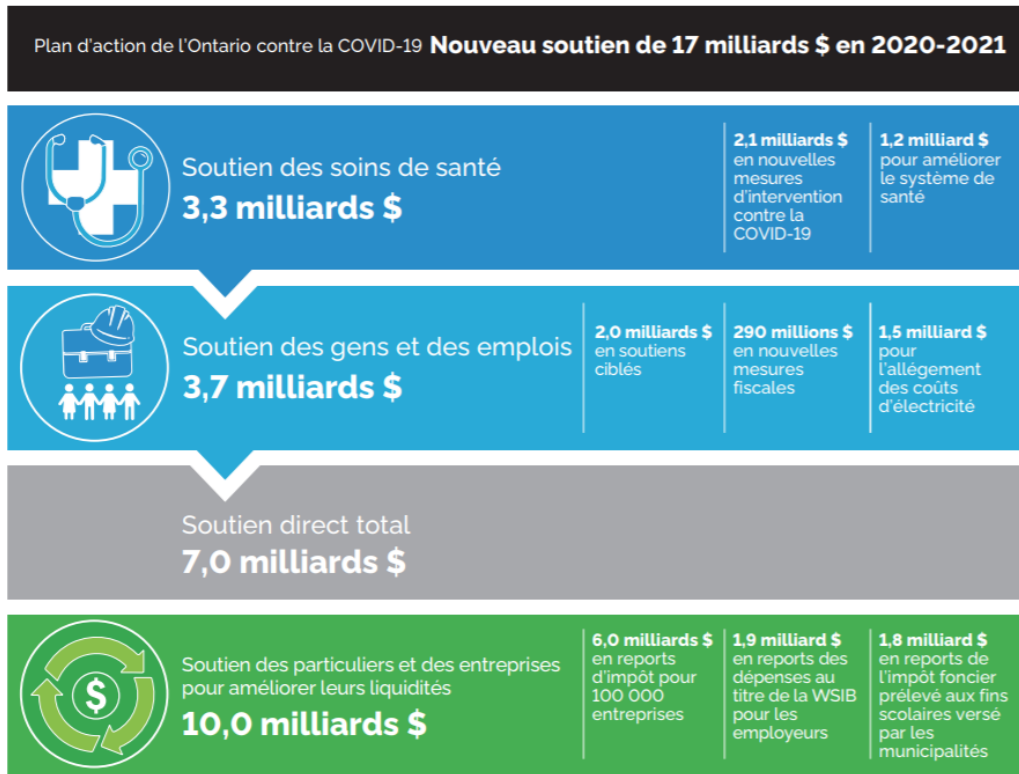 Plan d'action de l'Ontario contre la COVID-19 Nouveau soutien de 17 milliards $ en 2020-2021
Soutien des soins de santé
3,3 milliards $
2,1 milliards $
en nouvelles
mesures
d'intervention
contre la
COVID-19
1,2 milliard $
pour améliorer
le système de
santé
Soutien des gens et des emplois
3,7 milliards $
2,0 milliards $
en soutiens
ciblés
290 millions $
en nouvelles
mesures
fiscales
1,5 milliard $
pour
l'allégement
des coûts
d'électricité
Soutien direct total
7,0 milliards $
Soutien des particuliers et des entreprises
pour améliorer leurs liquidités
10,0 milliards $
6,0 milliards $
en reports
d'impôt pour
100 000
entreprises
1,9 milliard $
en reports des
dépenses au
titre de la WSIB
pour les
employeurs
1,8 milliard $
en reports de
l'impôt foncier
prélevé aux fins
scolaires versé
par les
municipalités
$